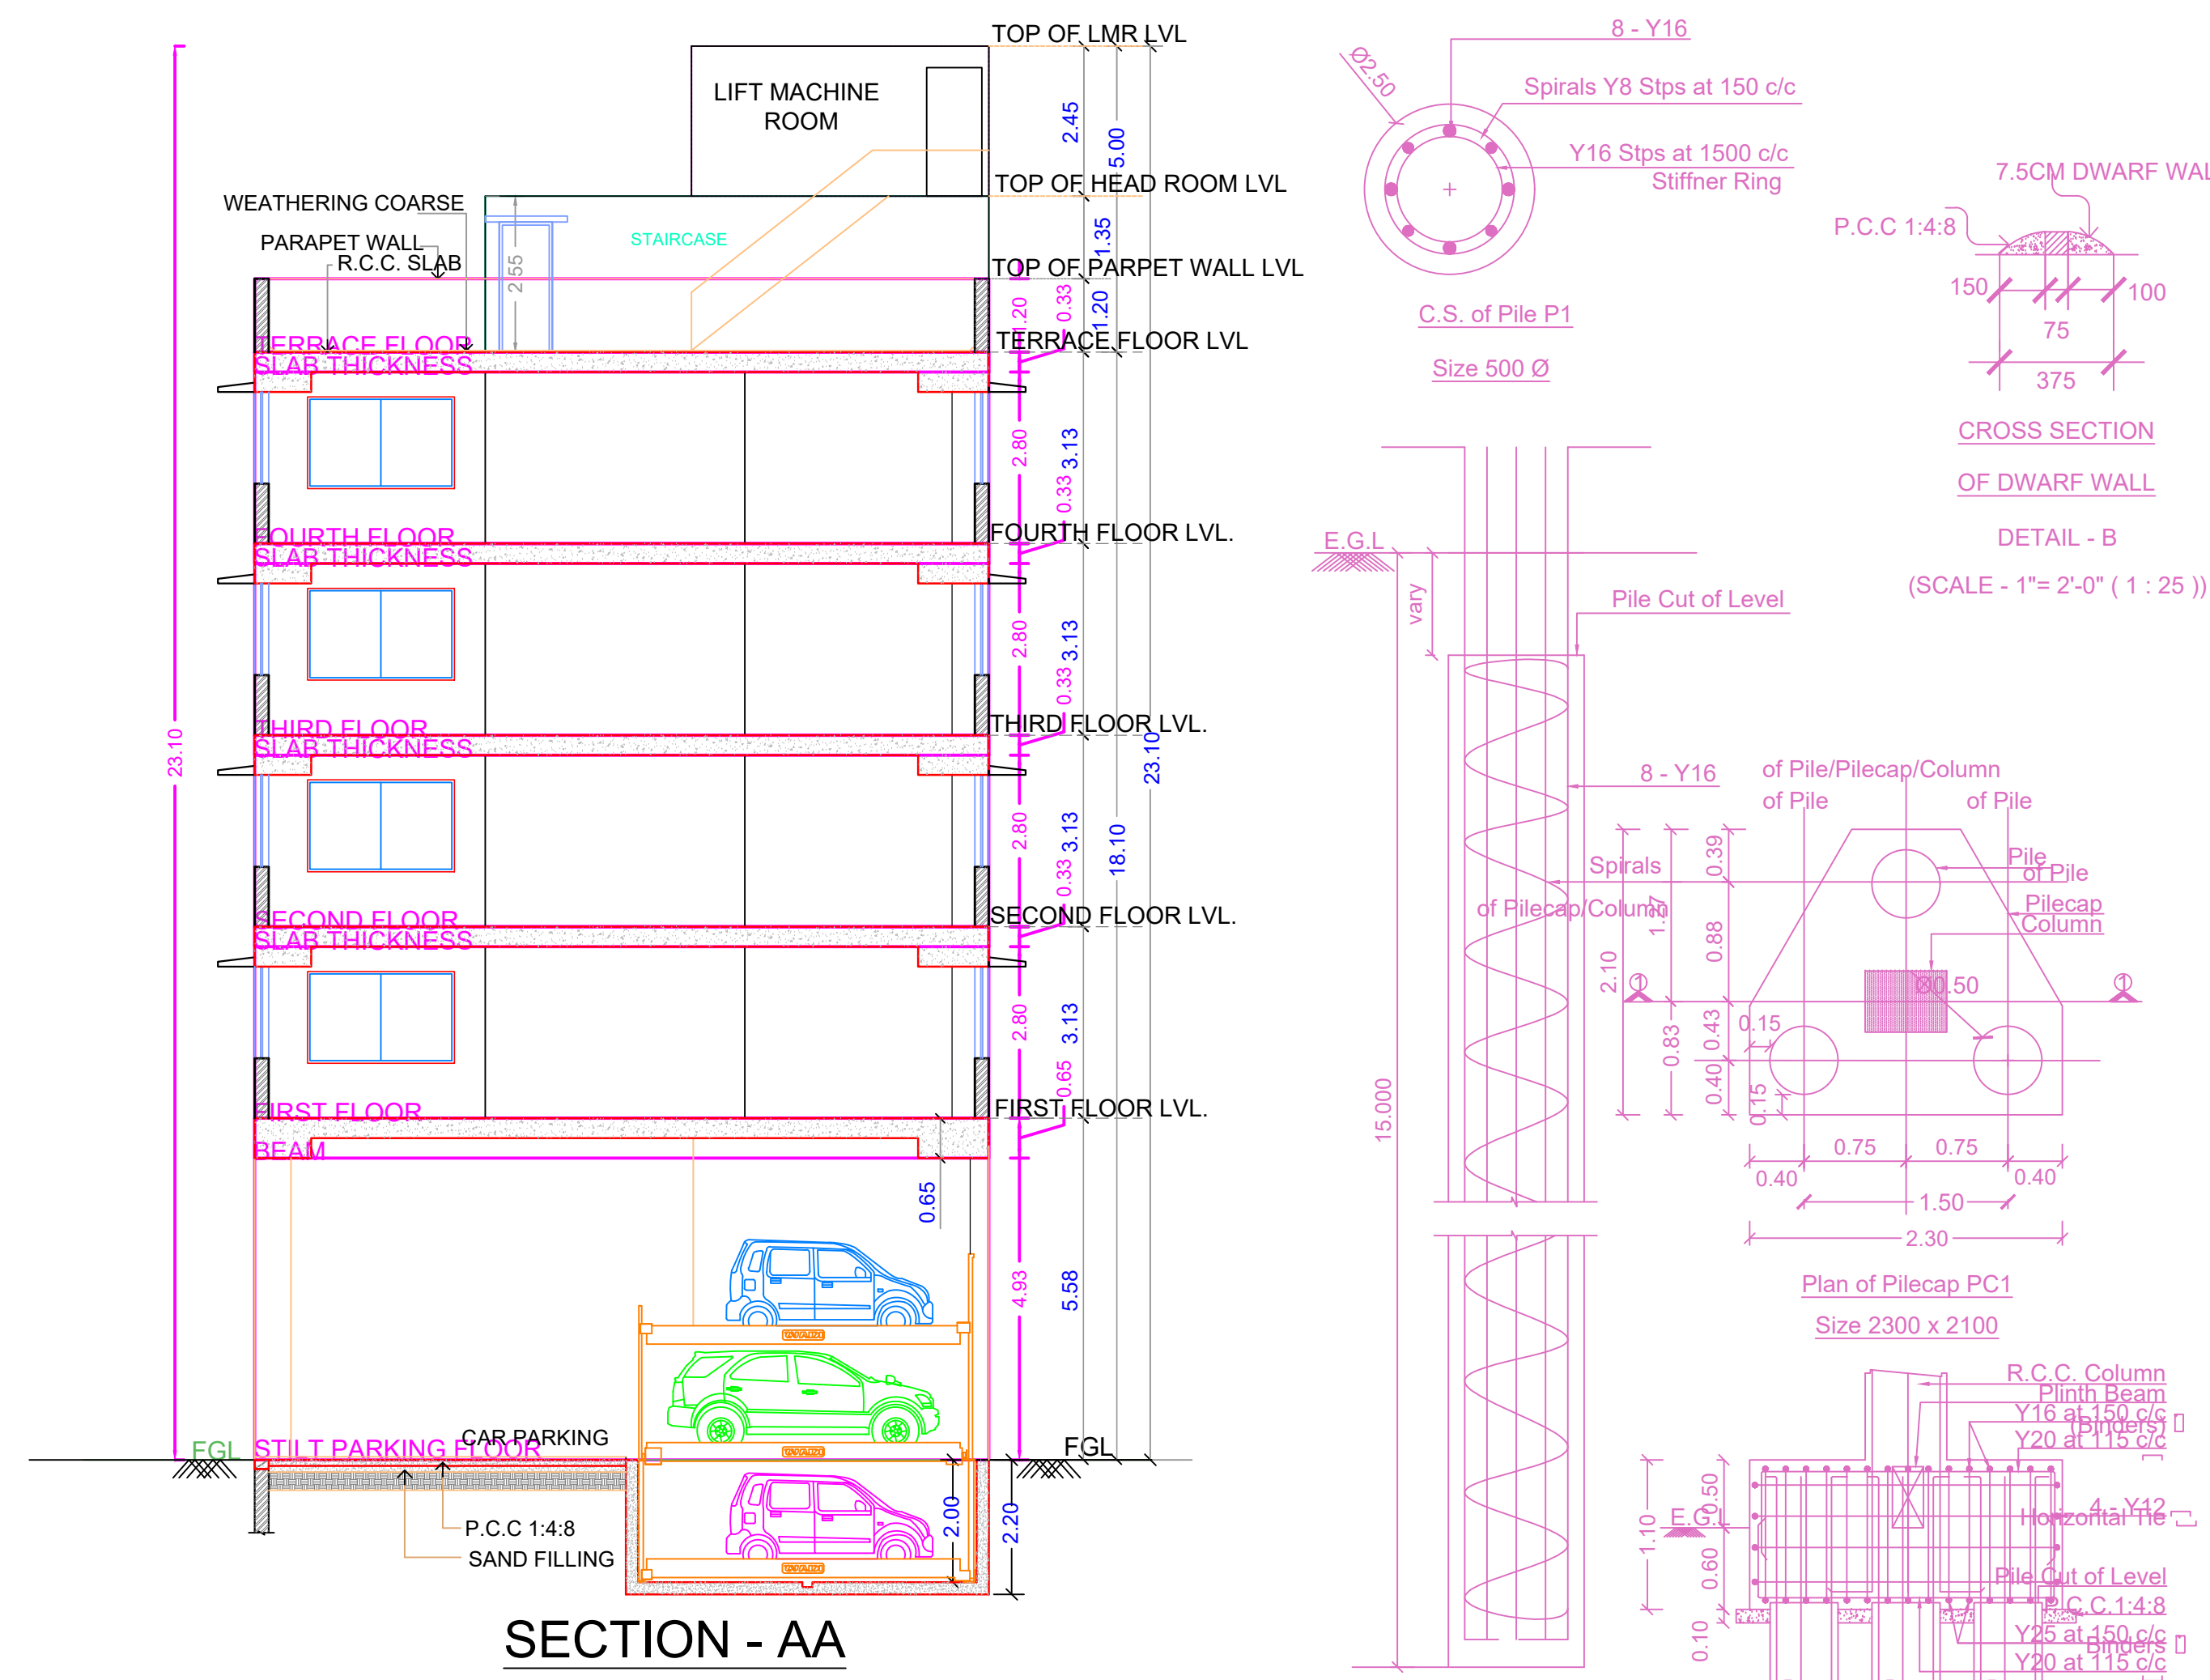 TOP OF LMR LVL
LIFT MACHINE
ROOM
2.45
5.00
TOP OF HEAD ROOM LVL
WEATHERING COARSE
PARAPET WALL
R.C.C. SLAB
STAIRCASE
2.55
1.35
TOP OF PARPET WALL LVL
1.20
0.33
1.20
TERRACE FLOOR
SLAB THICKNESS
TERRACE FLOOR LVL
2.80
3.13
0.33
FOURTH FLOOR
SLAB THICKNESS
FOURTH FLOOR LVL.
2.80
3.13
0.33
THIRD FLOOR
SLAB THICKNESS
THIRD FLOOR LVL.
23.10
23.10
2.80
3.13
18.10
0.33
SECOND FLOOR
SLAB THICKNESS
SECOND FLOOR LVL.
2.80
3.13
0.65
FIRST FLOOR
BEAM
FIRST FLOOR LVL.
0.65
4.93
5.58
FGL
STILT PARKING FLOOR
CAR PARKING
FGL
P.C.C 1:4:8
SAND FILLING
2.00
2.20
SECTION - AA
8 - Y16
Ø2.50
Spirals Y8 Stps at 150 c/c
Y16 Stps at 1500 c/c
Stiffner Ring
C.S. of Pile P1
Size 500 Ø
7.5CM DWARF WAL
P.C.C 1:4:8
150
100
75
375
CROSS SECTION
OF DWARF WALL
DETAIL - B
(SCALE - 1"= 2'-0" ( 1 : 25 ))
E.G.L
vary
Pile Cut of Level
8 - Y16
Spirals
of Pilecap/Column
15.000
of Pile/Pilecap/Column
of Pile
of Pile
Pile
of Pile
Pilecap
Column
0.39
1.27
0.88
2.10
Ø0.50
1
1
0.15
0.43
0.83
0.40
0.15
0.75
0.75
0.40
0.40
1.50
2.30
Plan of Pilecap PC1
Size 2300 x 2100
R.C.C. Column
Plinth Beam
Y16 at 150 c/c
(Binders)
Y20 at 115 c/c
0.50
1.10
E.G.L
4 - Y12
Horizontal Tie
0.60
Pile Cut of Level
P.C.C.1:4:8
0.10
Y25 at 150 c/c
Binders
Y20 at 115 c/c